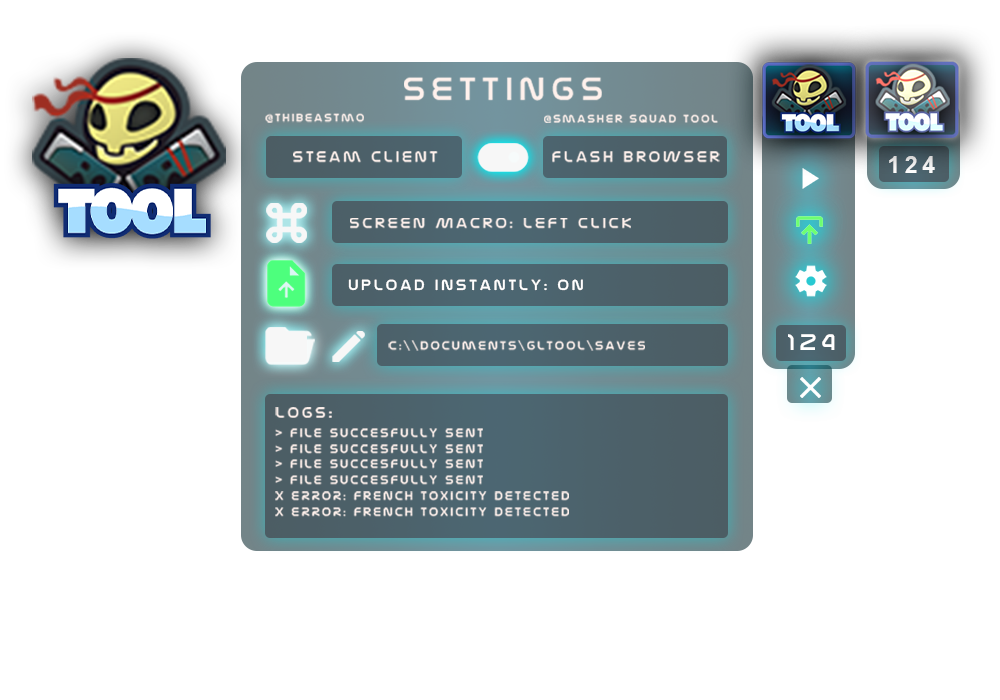 TOOL
SETTINGS
@THIBEASTMO
@SMASHER SQUAD TOOL
STEAM CLIENT
FLASH BROWSER
SCREEN MACRO: LEFT CLICK
UPLOAD INSTANTLY: ON
C:\\DOCUMENTS\GLTOOL\SAVES
LOGS:
> FILE SUCCESFULLY SENT
> FILE SUCCESFULLY SENT
> FILE SUCCESFULLY SENT
> FILE SUCCESFULLY SENT
X ERROR: FRENCH TOXICITY DETECTED
X ERROR: FRENCH TOXICITY DETECTED
TOOL
124
TOOL
124